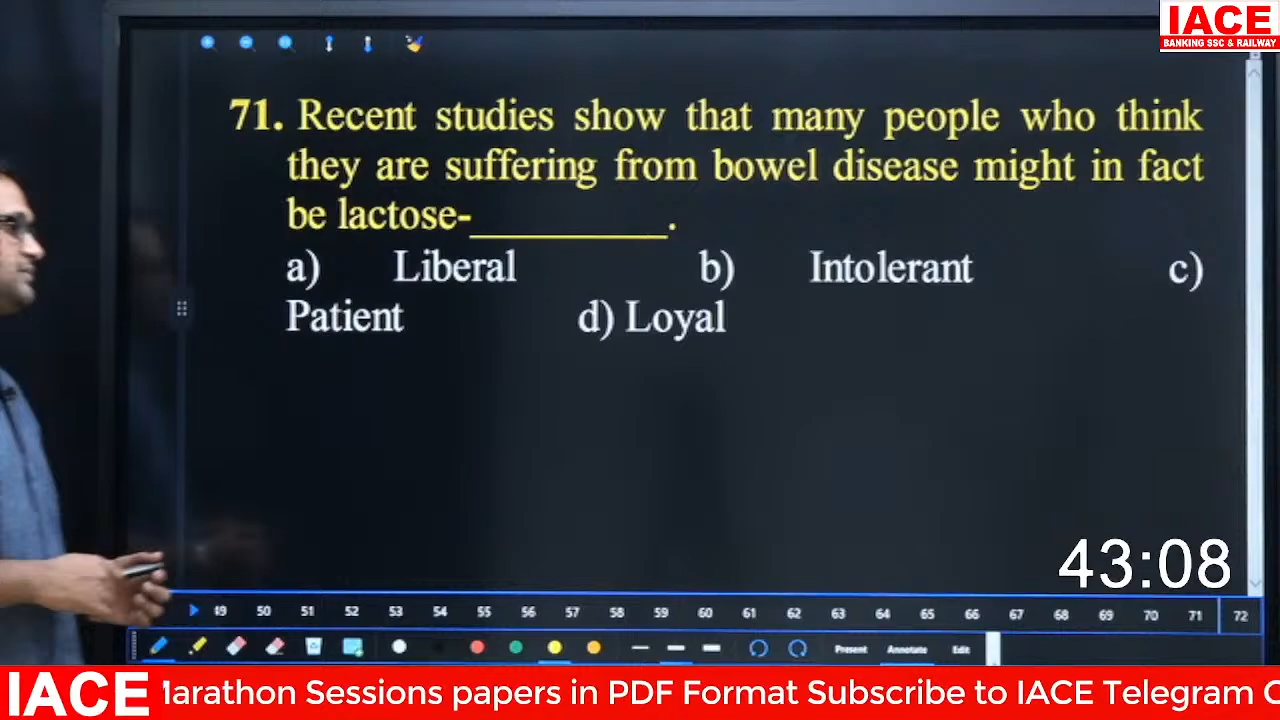 IACE
BANKING SSC & RAILWAY
71. Recent studies show that many people who think
they are suffering from bowel disease might in fact
be lactose-__________.
a) Liberal b) Intolerant c)
Patient d) Loyal
43:08
49 50 51 52 53 54 55 56 57 58 59 60 61 62 63 64 65 66 67 68 69 70 71 72
Present Annotate Edit
IACE Marathon Sessions papers in PDF Format Subscribe to IACE Telegram C